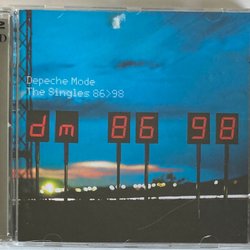 Depeche Mode
The Singles 86>98
dm 86 98